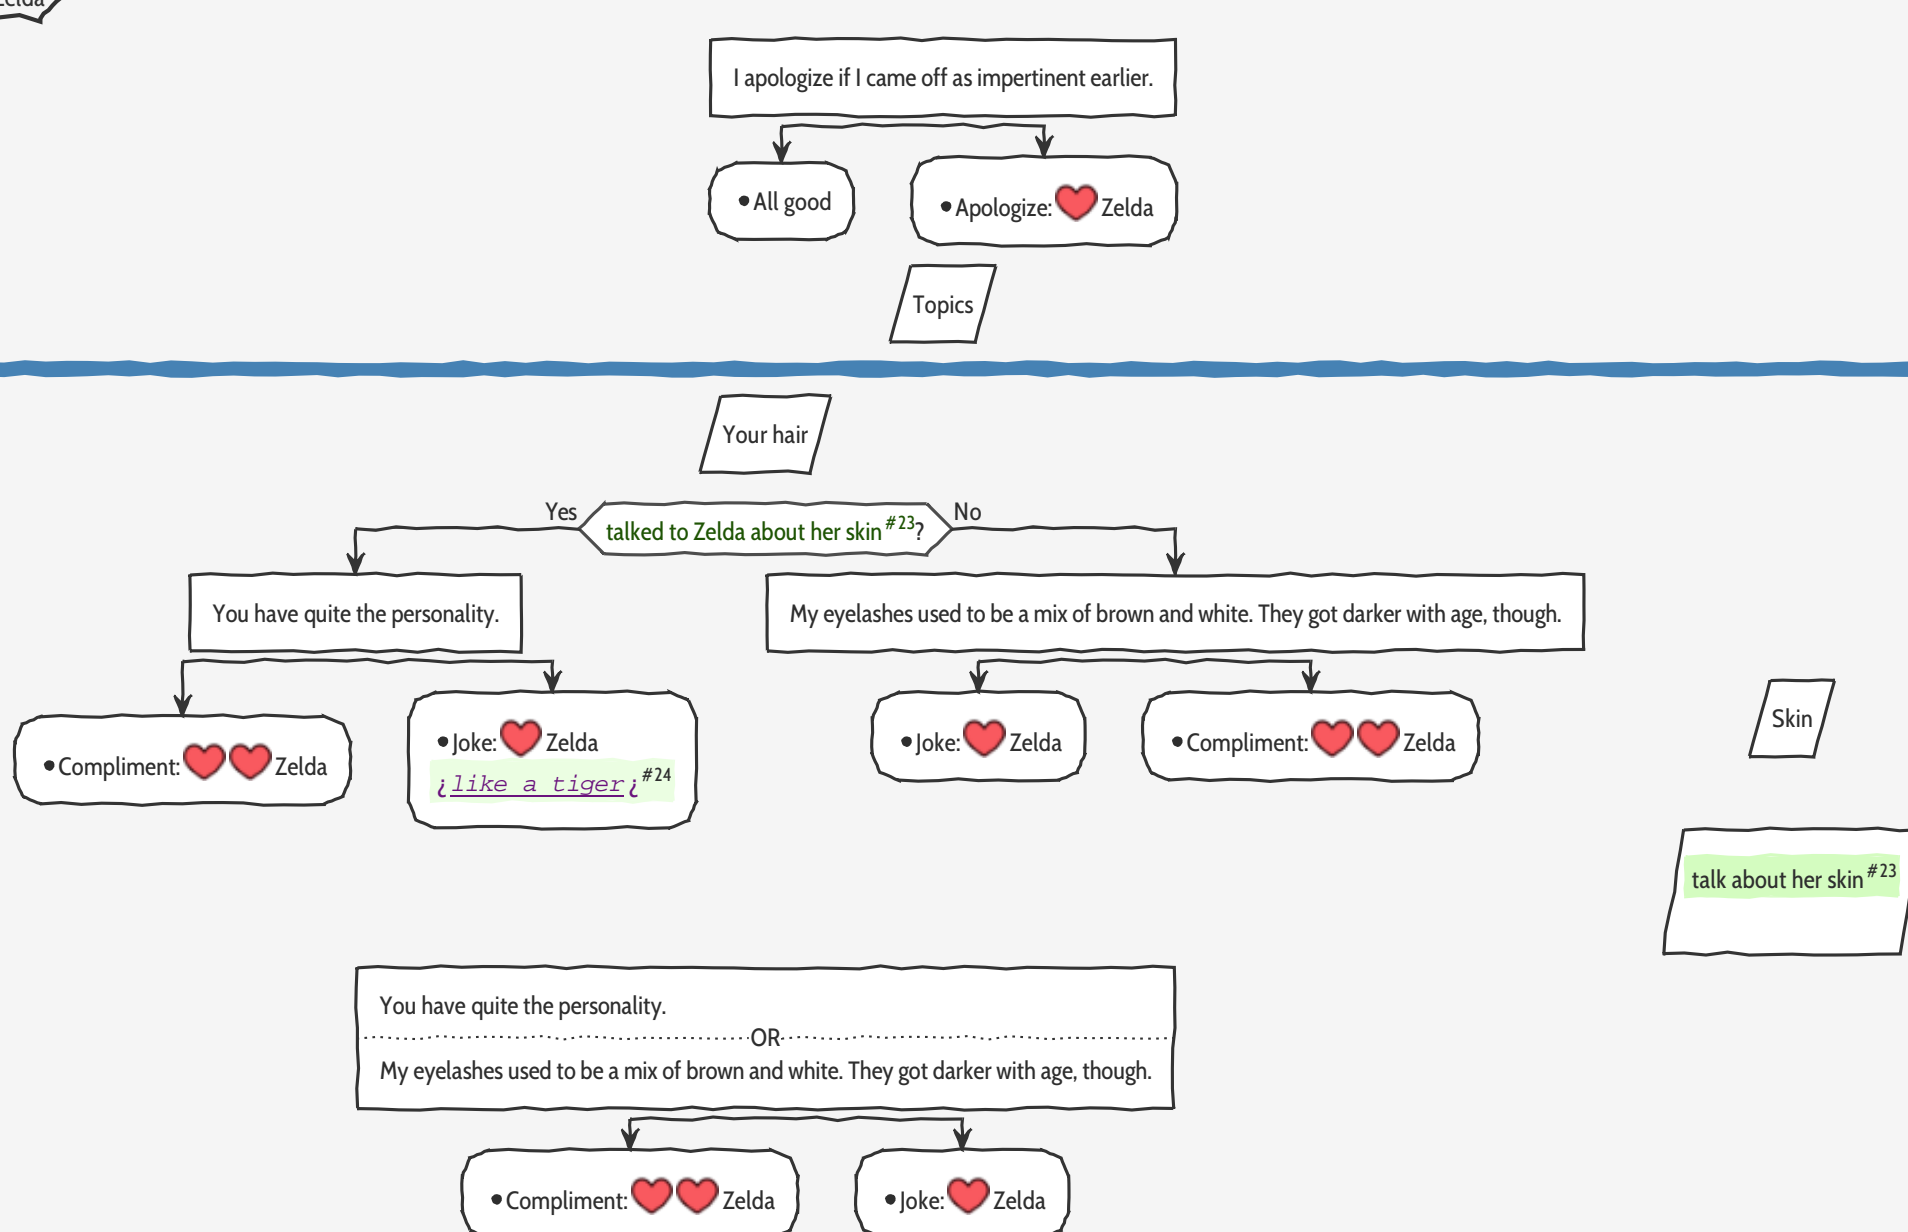 Zelda
I apologize if I came off as impertinent earlier.
•All good
•Apologize: Zelda
Topics
Your hair
Yes
talked to Zelda about her skin#23?
No
You have quite the personality.
My eyelashes used to be a mix of brown and white. They got darker with age, though.
•Compliment: Zelda
•Joke: Zelda
¿like a tiger¿#24
•Joke: Zelda
•Compliment: Zelda
Skin
talk about her skin#23
You have quite the personality.
OR
My eyelashes used to be a mix of brown and white. They got darker with age, though.
•Compliment: Zelda
•Joke: Zelda